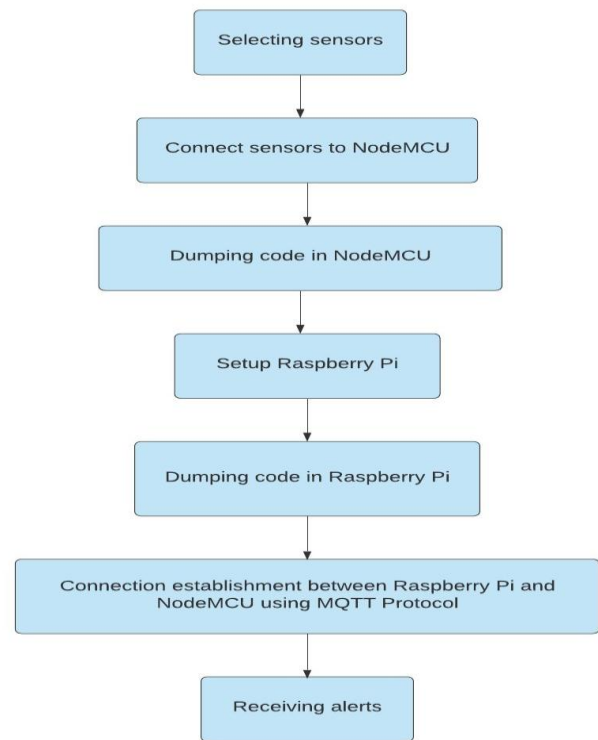 Selecting sensors
Connect sensors to NodeMCU
Dumping code in NodeMCU
Setup Raspberry Pi
Dumping code in Raspberry Pi
Connection establishment between Raspberry Pi and
NodeMCU using MQTT Protocol
Receiving alerts